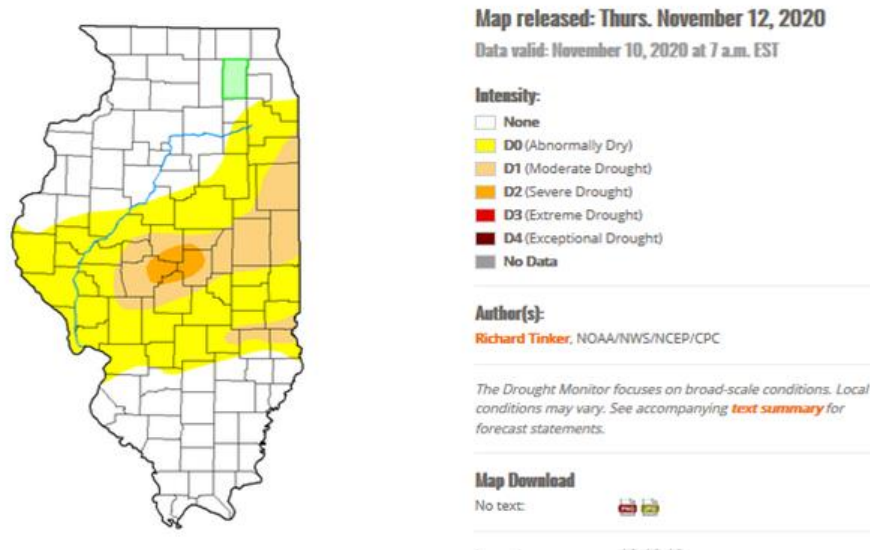 Map released: Thurs. November 12, 2020
Data valid: November 10, 2020 at 7 a.m. EST
Intensity:
None
D0 (Abnormally Dry)
D1 (Moderate Drought)
D2 (Severe Drought)
D3 (Extreme Drought)
D4 (Exceptional Drought)
No Data
Author(s):
Richard Tinker, NOAA/NWS/NCEP/CPC
The Drought Monitor focuses on broad-scale conditions. Local
conditions may vary. See accompanying text summary for
forecast statements.
Map Download
No text: